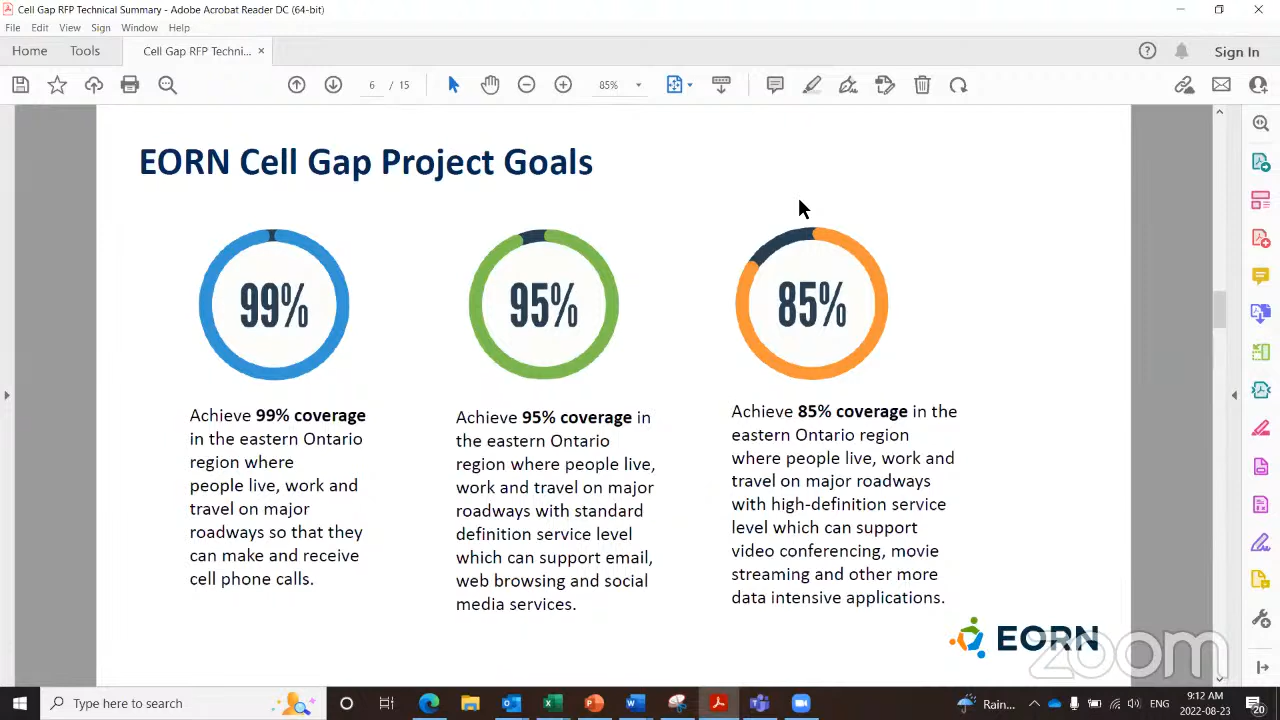 Cell Gap RFP Technical Summary - Adobe Acrobat Reader DC (64-bit)
File Edit View Sign Window Help
Home Tools Cell Gap RFP Techni... × Sign In
6 / 15 85%
EORN Cell Gap Project Goals
99%
95%
85%
Achieve 99% coverage
in the eastern Ontario
region where
people live, work and
travel on major
roadways so that they
can make and receive
cell phone calls.
Achieve 95% coverage in
the eastern Ontario
region where people live,
work and travel on major
roadways with standard
definition service level
which can support email,
web browsing and social
media services.
Achieve 85% coverage in the
eastern Ontario region
where people live, work and
travel on major roadways
with high-definition service
level which can support
video conferencing, movie
streaming and other more
data intensive applications.
EORN
zoom
Type here to search
Rain...
ENG
9:12 AM
2022-08-23
20